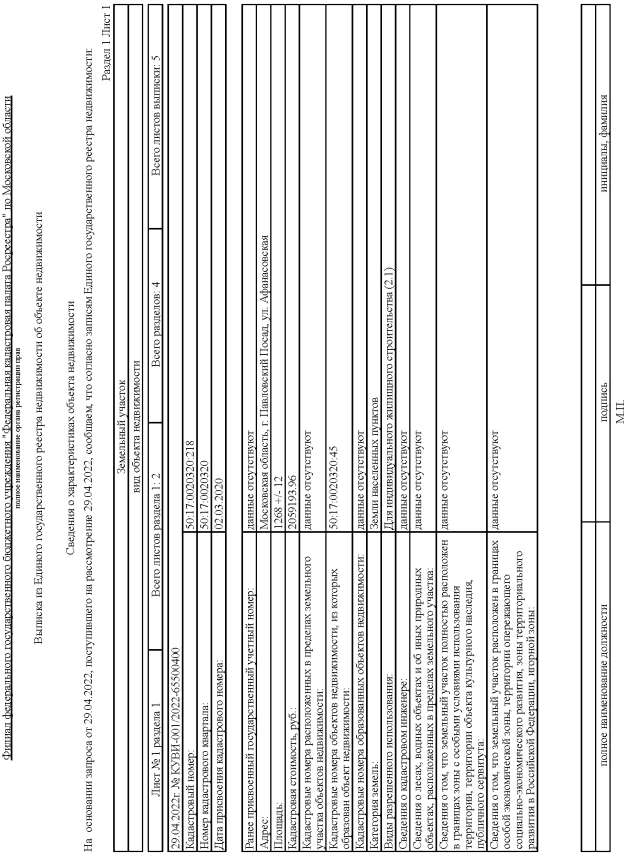 Филиал федерального государственного бюджетного учреждения "Федеральная кадастровая палата Росреестра" по Московской области
полное наименование органа регистрации прав
Выписка из Единого государственного реестра недвижимости об объекте недвижимости
Сведения о характеристиках объекта недвижимости
На основании запроса от 29.04.2022, поступившего на рассмотрение 29.04.2022, сообщаем, что согласно записям Единого государственного реестра недвижимости:
Раздел 1 Лист 1
Земельный участок
вид объекта недвижимости
Лист № 1 раздела 1 Всего листов раздела 1: 2 Всего разделов: 4 Всего листов выписки: 5
29.04.2022г. № КУВИ-001/2022-65500400
Кадастровый номер: 50:17:0020320:218
Номер кадастрового квартала: 50:17:0020320
Дата присвоения кадастрового номера: 02.03.2020
Ранее присвоенный государственный учетный номер: данные отсутствуют
Адрес: Московская область, г. Павловский Посад, ул. Афанасовская
Площадь: 1268 +/- 12
Кадастровая стоимость, руб.: 2059193.96
Кадастровые номера расположенных в пределах земельного данные отсутствуют
участка объектов недвижимости:
Кадастровые номера объектов недвижимости, из которых 50:17:0020320:45
образован объект недвижимости:
Кадастровые номера образованных объектов недвижимости: данные отсутствуют
Категория земель: Земли населенных пунктов
Виды разрешенного использования: Для индивидуального жилищного строительства (2.1)
Сведения о кадастровом инженере: данные отсутствуют
Сведения о лесах, водных объектах и об иных природных данные отсутствуют
объектах, расположенных в пределах земельного участка:
Сведения о том, что земельный участок полностью расположен данные отсутствуют
в границах зоны с особыми условиями использования
территории, территории объекта культурного наследия,
публичного сервитута:
Сведения о том, что земельный участок расположен в границах данные отсутствуют
особой экономической зоны, территории опережающего
социально-экономического развития, зоны территориального
развития в Российской Федерации, игорной зоны:
полное наименование должности подпись инициалы, фамилия
М.П.